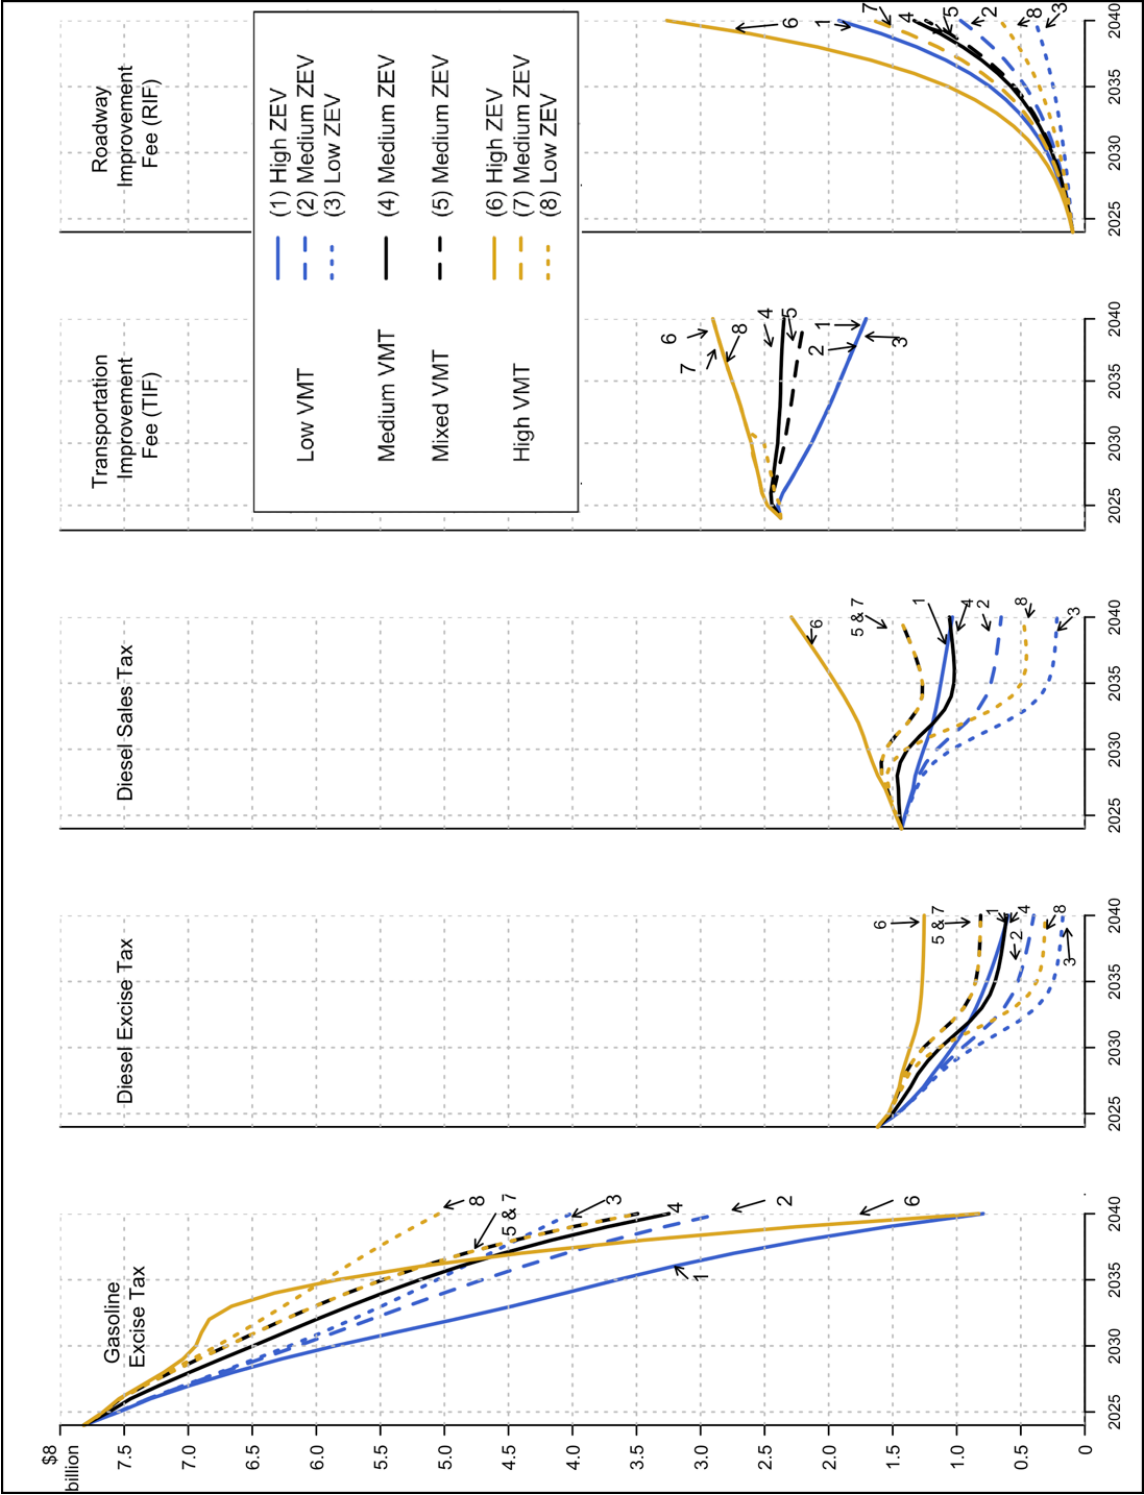 $8
billion
7.5
7.0
6.5
6.0
5.5
5.0
4.5
4.0
3.5
3.0
2.5
2.0
1.5
1.0
0.5
0
Gasoline
Excise Tax
8
5 & 7
3
4
2
6
1
2025
2030
2035
2040
Diesel Excise Tax
6
5 & 7
1
4
2
8
3
2025
2030
2035
2040
Diesel Sales Tax
6
5 & 7
1
4
2
8
3
2025
2030
2035
2040
Transportation
Improvement
Fee (TIF)
6
7
8
4
5
1
2
3
2025
2030
2035
2040
Roadway
Improvement
Fee (RIF)
6
1
7
4
5
2
8
3
2025
2030
2035
2040
Low VMT
(1) High ZEV
(2) Medium ZEV
(3) Low ZEV
Medium VMT
(4) Medium ZEV
Mixed VMT
(5) Medium ZEV
High VMT
(6) High ZEV
(7) Medium ZEV
(8) Low ZEV